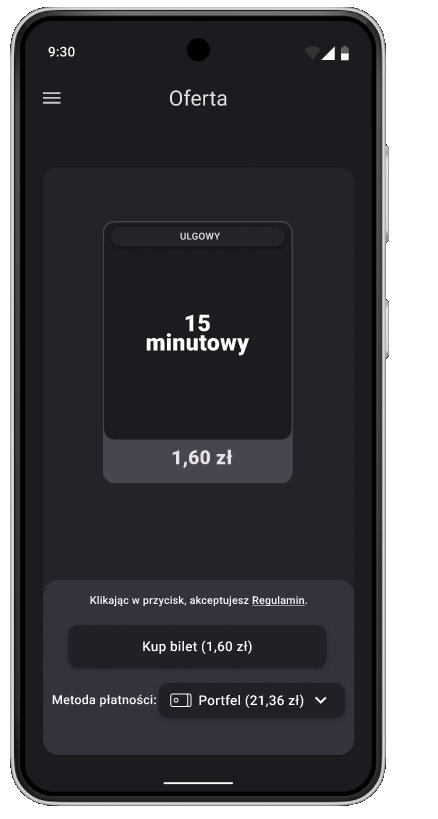 9:30
Oferta
ULGOWY
15
minutowy
1,60 zł
Klikając w przycisk, akceptujesz Regulamin.
Kup bilet (1,60 zł)
Metoda płatności: Portfel (21,36 zł)